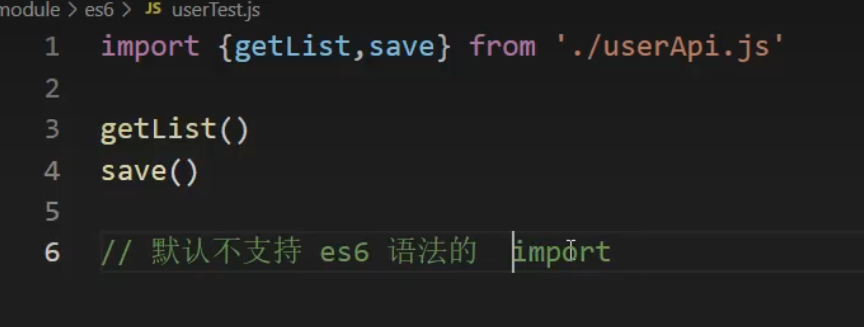 module > es6 > JS userTest.js
1 import {getList,save} from './userApi.js'
2
3 getList()
4 save()
5
6 // 默认不支持 es6 语法的 import